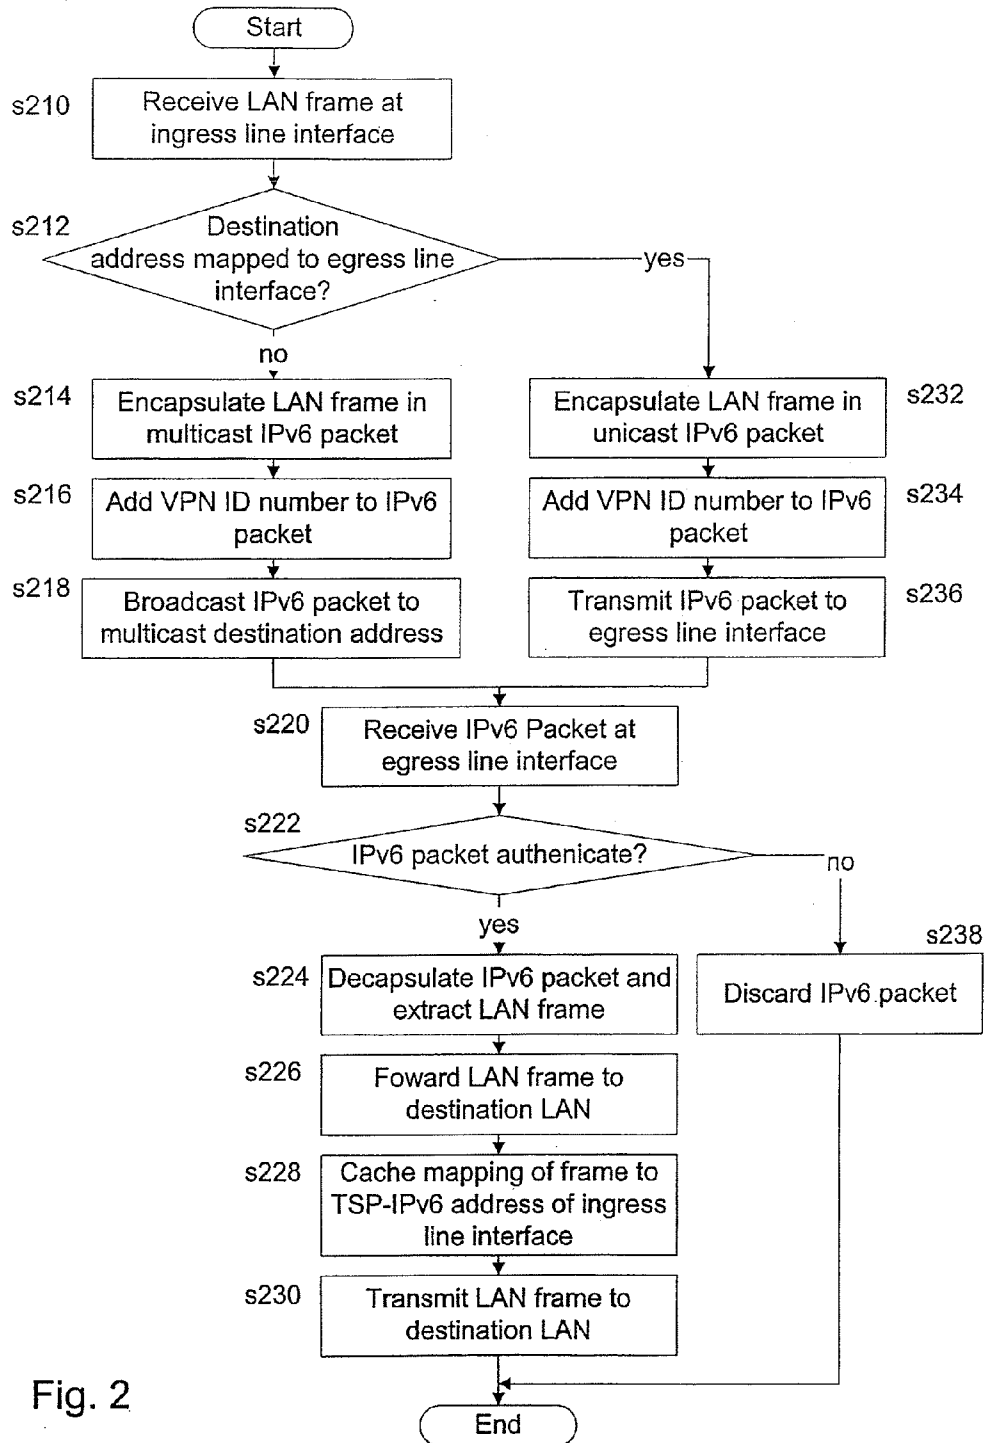 Start
s210
Receive LAN frame at
ingress line interface
s212
Destination
address mapped to egress line
interface?
yes
no
s214
Encapsulate LAN frame in
multicast IPv6 packet
s232
Encapsulate LAN frame in
unicast IPv6 packet
s216
Add VPN ID number to IPv6
packet
s234
Add VPN ID number to IPv6
packet
s218
Broadcast IPv6 packet to
multicast destination address
s236
Transmit IPv6 packet to
egress line interface
s220
Receive IPv6 Packet at
egress line interface
s222
IPv6 packet authenicate?
no
yes
s238
Discard IPv6 packet
s224
Decapsulate IPv6 packet and
extract LAN frame
s226
Foward LAN frame to
destination LAN
s228
Cache mapping of frame to
TSP-IPv6 address of ingress
line interface
s230
Transmit LAN frame to
destination LAN
Fig. 2
End